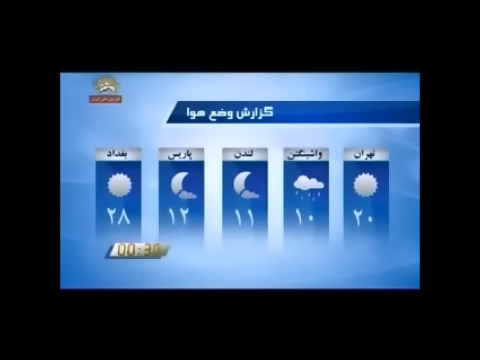 گزارش وضع هوا
تهران واشینگتن لندن پاریس بغداد
۲۰ ۱۰ ۱۱ ۱۲ ۲۸
00:30